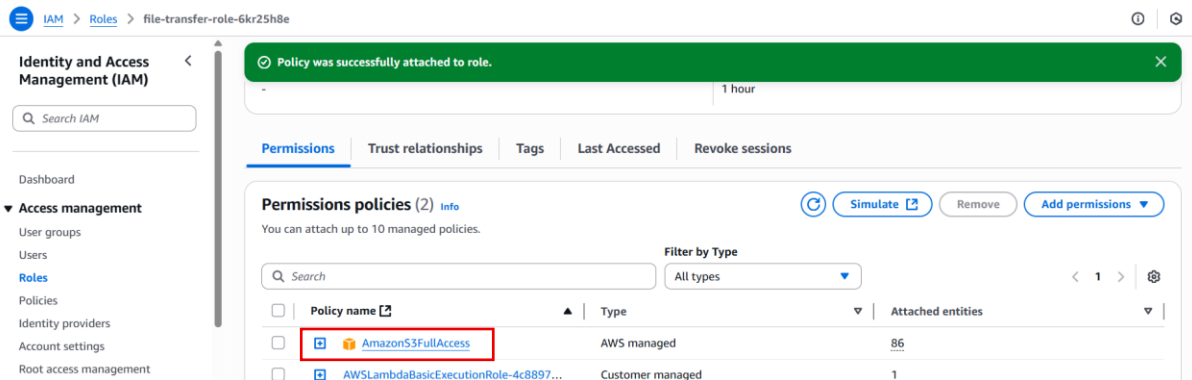 IAM > Roles > file-transfer-role-6kr25h8e
Identity and Access
Management (IAM)
Search IAM
Dashboard
Access management
User groups
Users
Roles
Policies
Identity providers
Account settings
Root access management
Policy was successfully attached to role.
-
1 hour
Permissions Trust relationships Tags Last Accessed Revoke sessions
Permissions policies (2) Info
Simulate Remove Add permissions
You can attach up to 10 managed policies.
Filter by Type
Search All types
1
Policy name Type Attached entities
AmazonS3FullAccess AWS managed 86
AWSLambdaBasicExecutionRole-4c8897... Customer managed 1